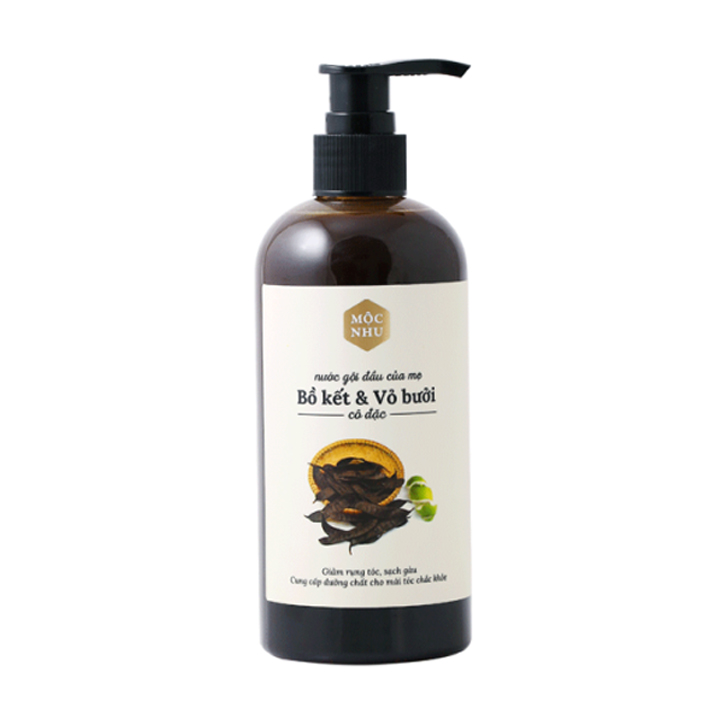 MỘC
NHU
nước gội đầu của mẹ
Bồ kết & Vỏ bưởi
cô đặc
Giảm rụng tóc, sạch gàu
Cung cấp dưỡng chất cho mái tóc chắc khỏe